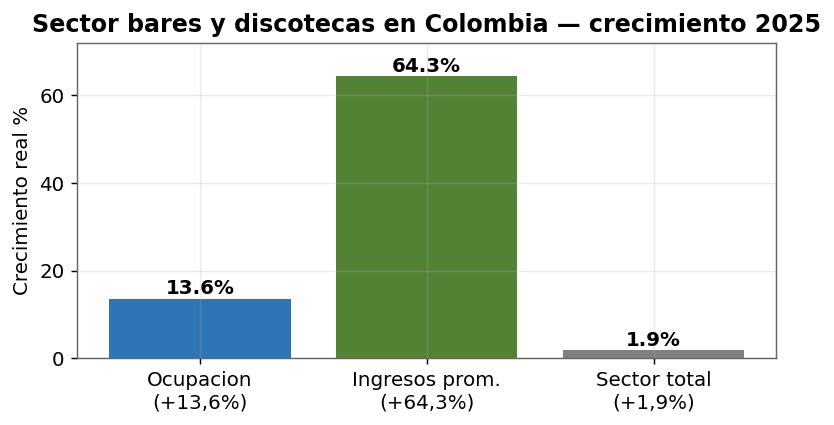 Sector bares y discotecas en Colombia — crecimiento 2025
Crecimiento real %
60
40
20
0
13.6%
64.3%
1.9%
Ocupacion
(+13,6%)
Ingresos prom.
(+64,3%)
Sector total
(+1,9%)